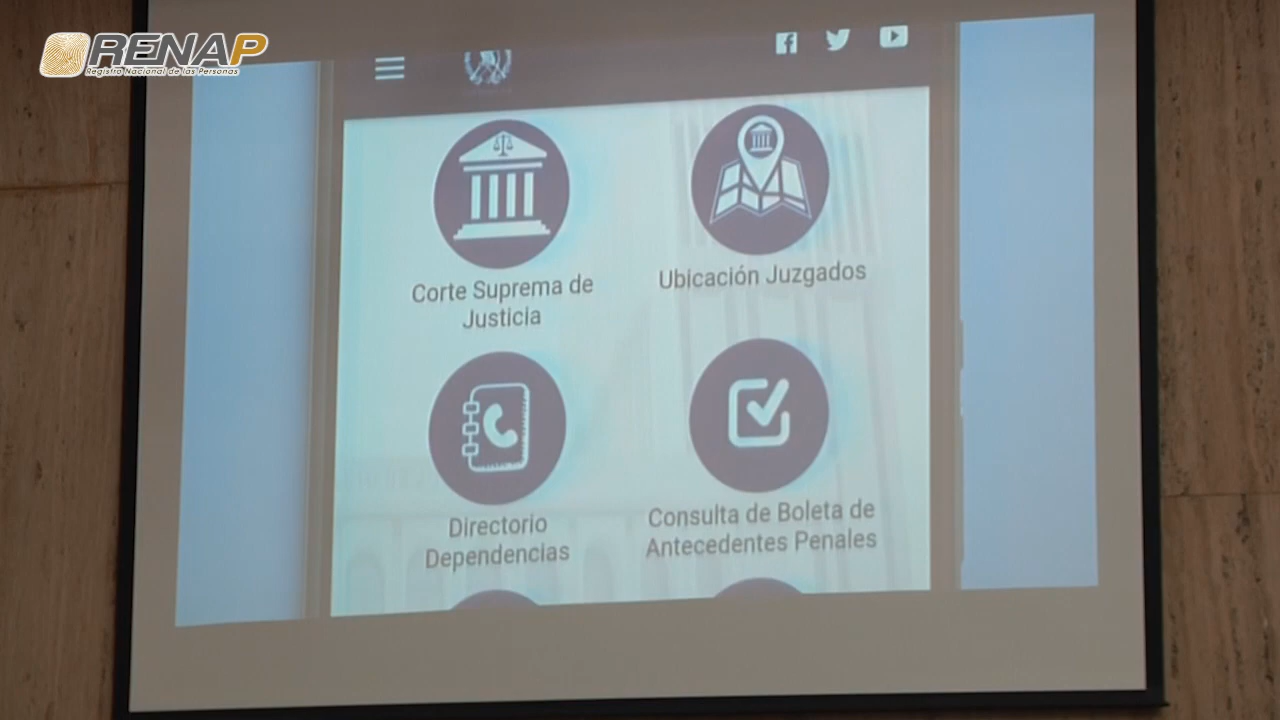 RENAP
Registro Nacional de las Personas
Corte Suprema de
Justicia
Ubicación Juzgados
Directorio
Dependencias
Consulta de Boleta de
Antecedentes Penales